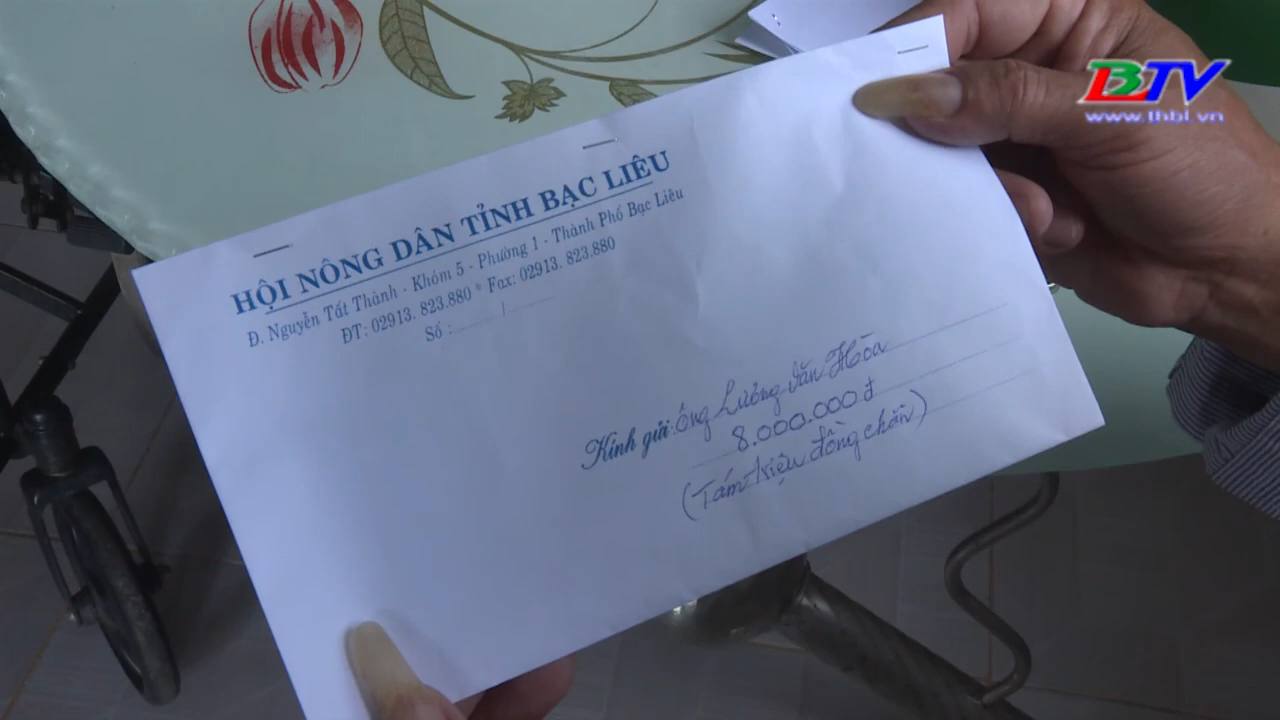 BTV
www.thbl.vn
HỘI NÔNG DÂN TỈNH BẠC LIÊU
Đ. Nguyễn Tất Thành - Khóm 5 - Phường 1 - Thành Phố Bạc Liêu
ĐT: 02913. 823.880 * Fax: 02913. 823.880
Số : ....... / .......
Kính gửi: ông Lương Văn Hòa
8.000.000 đ
(Tám triệu đồng chẵn)